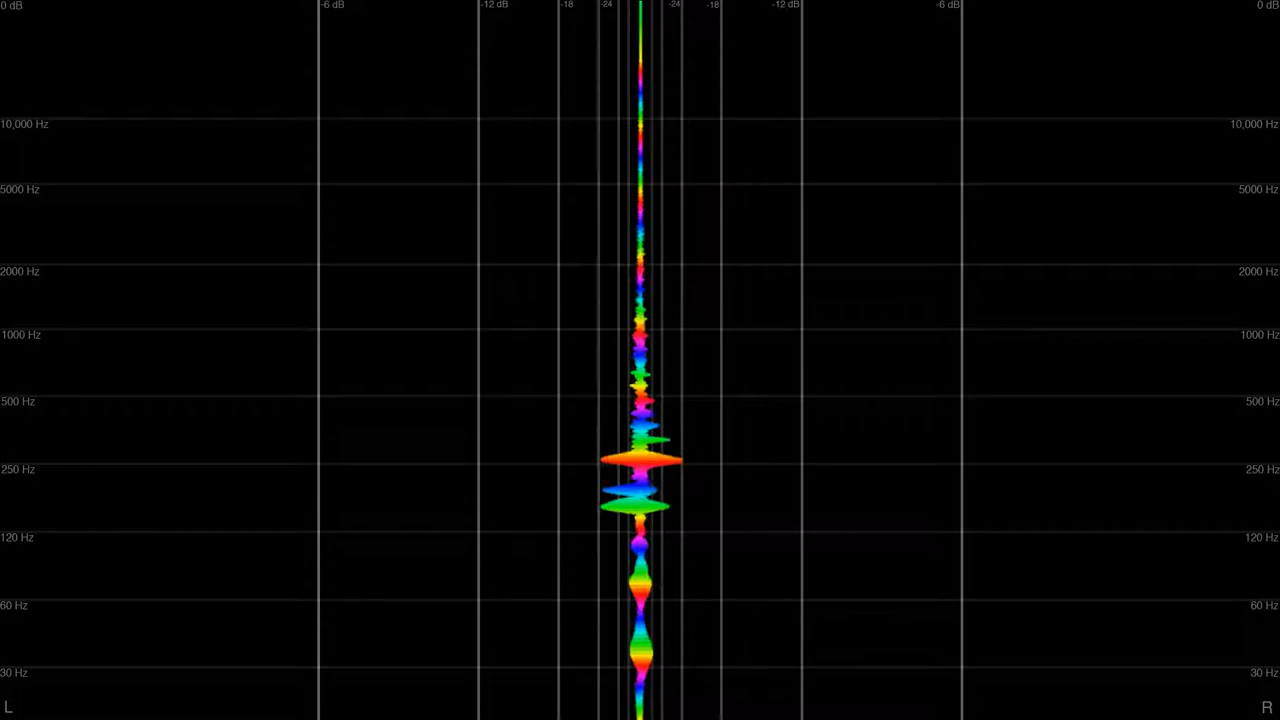 0 dB -6 dB -12 dB -18 -24 -24 -18 -12 dB -6 dB 0 dB
10,000 Hz 10,000 Hz
5000 Hz 5000 Hz
2000 Hz 2000 Hz
1000 Hz 1000 Hz
500 Hz 500 Hz
250 Hz 250 Hz
120 Hz 120 Hz
60 Hz 60 Hz
30 Hz 30 Hz
L R